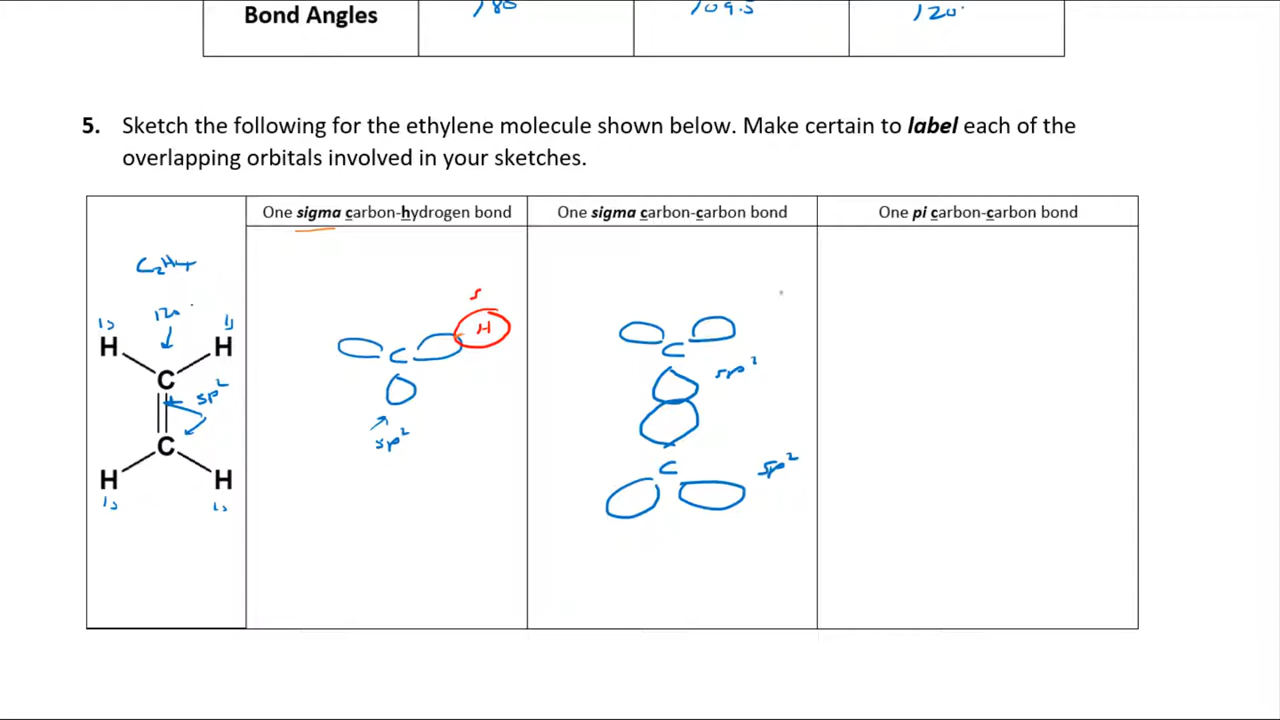 Bond Angles 180 109.5 120°
5. Sketch the following for the ethylene molecule shown below. Make certain to label each of the
overlapping orbitals involved in your sketches.
One sigma carbon-hydrogen bond One sigma carbon-carbon bond One pi carbon-carbon bond
C₂H₄
120°
1s 1s
H H
C
sp²
C
H H
1s 1s
s
H
C
sp²
C
sp²
C
sp²